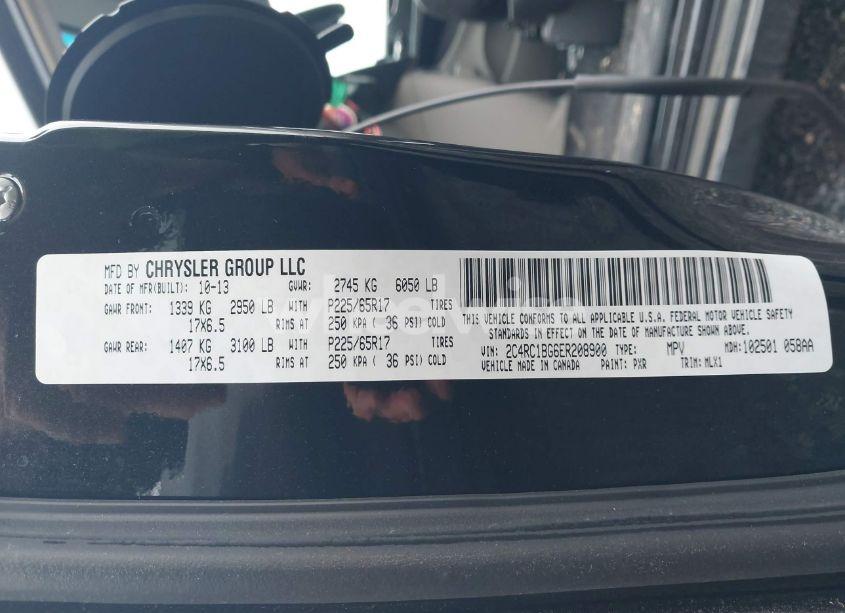 MFD BY CHRYSLER GROUP LLC
DATE OF MFR(BUILT): 10-13 GVWR: 2745 KG 6050 LB
GAWR FRONT: 1339 KG 2950 LB WITH P225/65R17 TIRES
17X6.5 RIMS AT 250 KPA ( 36 PSI) COLD
GAWR REAR: 1407 KG 3100 LB WITH P225/65R17 TIRES
17X6.5 RIMS AT 250 KPA ( 36 PSI) COLD
THIS VEHICLE CONFORMS TO ALL APPLICABLE U.S.A. FEDERAL MOTOR VEHICLE SAFETY
STANDARDS IN EFFECT ON THE DATE OF MANUFACTURE SHOWN ABOVE.
VIN: 2C4RC1BG6ER208900 TYPE: MPV MDH: 102501 058AA
VEHICLE MADE IN CANADA PAINT: PXR TRIM: MLX1